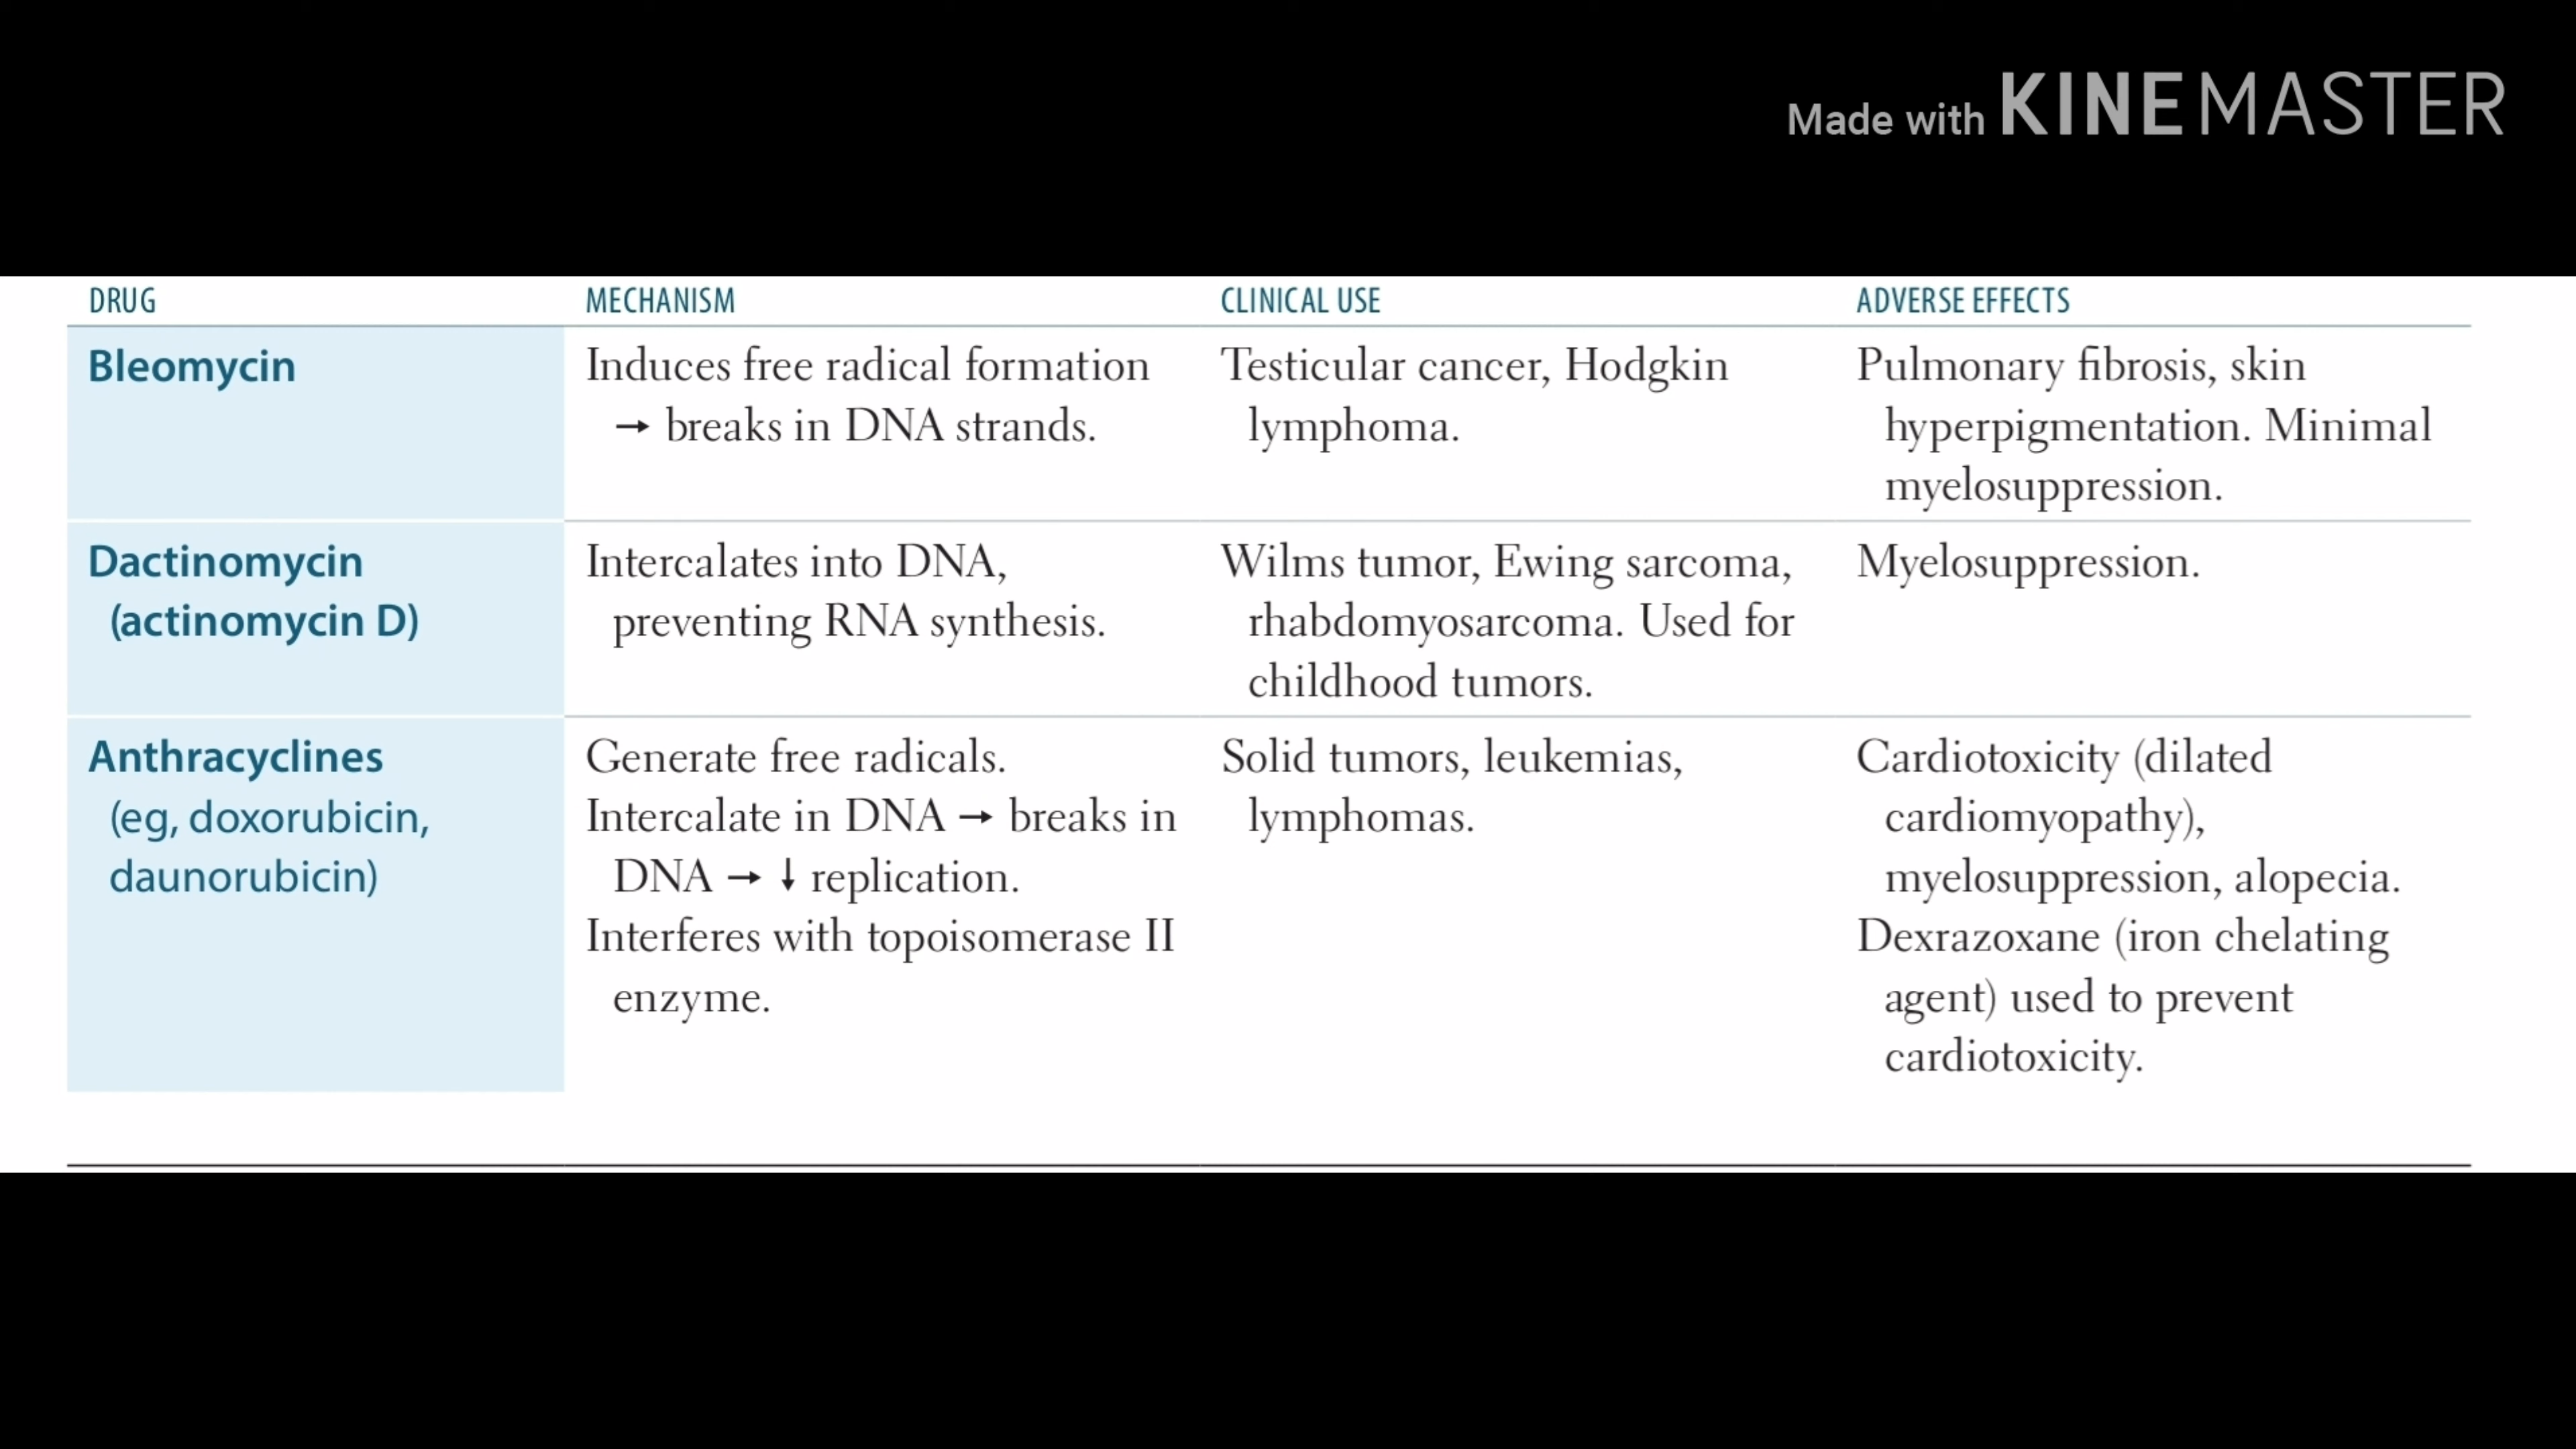 Made with KINEMASTER
DRUG MECHANISM CLINICAL USE ADVERSE EFFECTS
Bleomycin
Induces free radical formation
→ breaks in DNA strands.
Testicular cancer, Hodgkin
lymphoma.
Pulmonary fibrosis, skin
hyperpigmentation. Minimal
myelosuppression.
Dactinomycin
(actinomycin D)
Intercalates into DNA,
preventing RNA synthesis.
Wilms tumor, Ewing sarcoma,
rhabdomyosarcoma. Used for
childhood tumors.
Myelosuppression.
Anthracyclines
(eg, doxorubicin,
daunorubicin)
Generate free radicals.
Intercalate in DNA → breaks in
DNA → ↓ replication.
Interferes with topoisomerase II
enzyme.
Solid tumors, leukemias,
lymphomas.
Cardiotoxicity (dilated
cardiomyopathy),
myelosuppression, alopecia.
Dexrazoxane (iron chelating
agent) used to prevent
cardiotoxicity.